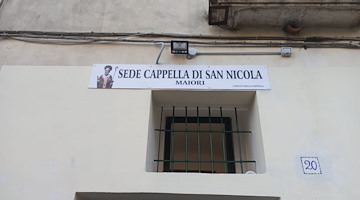 SEDE CAPPELLA DI SAN NICOLA
MAIORI
20